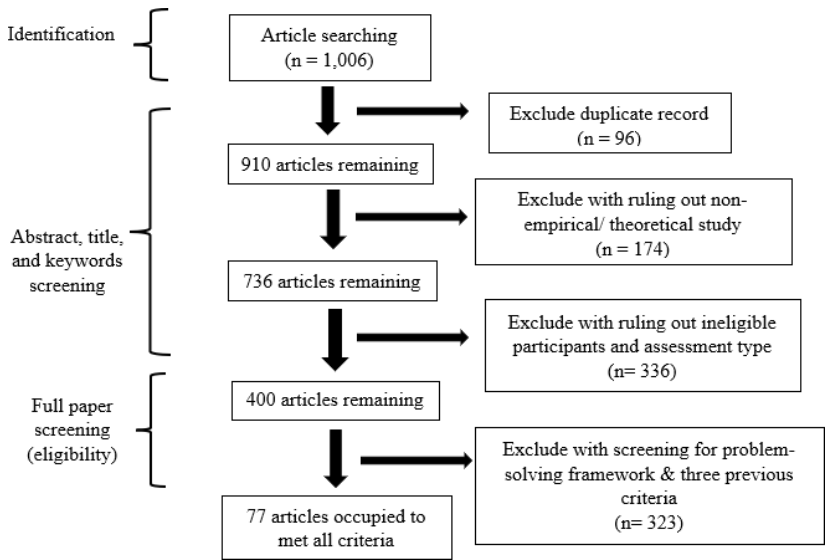 Identification
Article searching
(n = 1,006)
Exclude duplicate record
(n = 96)
910 articles remaining
Exclude with ruling out non-
empirical/ theoretical study
(n = 174)
Abstract, title,
and keywords
screening
736 articles remaining
Exclude with ruling out ineligible
participants and assessment type
(n= 336)
400 articles remaining
Full paper
screening
(eligibility)
Exclude with screening for problem-
solving framework & three previous
criteria
(n= 323)
77 articles occupied to
met all criteria